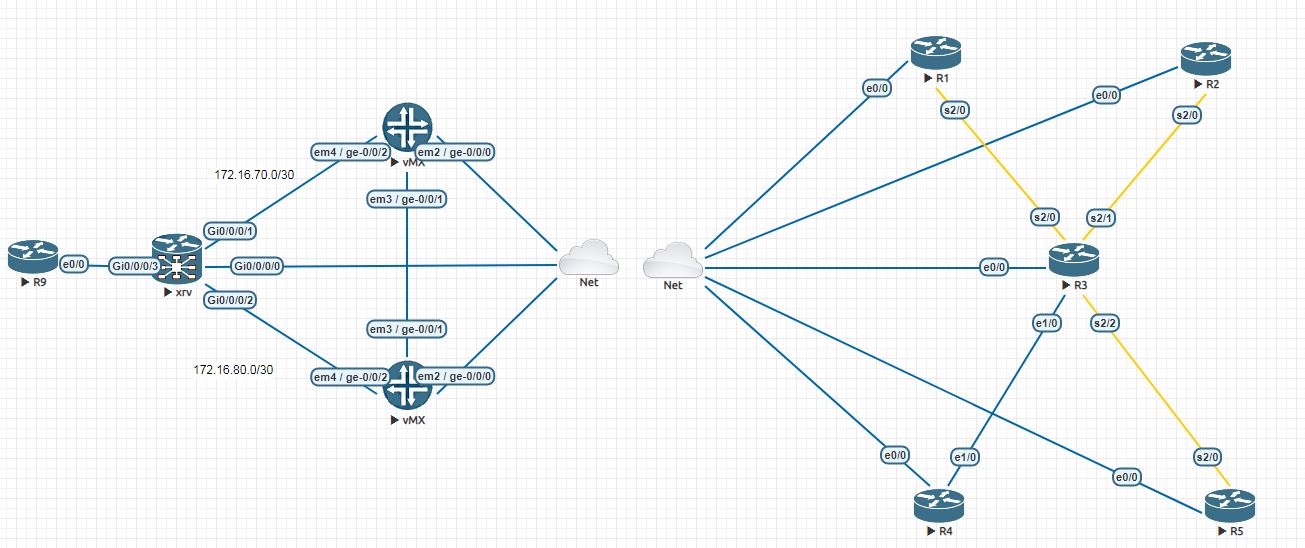 R1
R2
e0/0
e0/0
s2/0
s2/0
em4 / ge-0/0/2
em2 / ge-0/0/0
vMX
172.16.70.0/30
em3 / ge-0/0/1
Gi0/0/0/1
s2/0
s2/1
R9
e0/0
Gi0/0/0/3
xrv
Gi0/0/0/0
Net
Net
e0/0
R3
Gi0/0/0/2
em3 / ge-0/0/1
e1/0
s2/2
172.16.80.0/30
em4 / ge-0/0/2
em2 / ge-0/0/0
vMX
e0/0
e1/0
s2/0
e0/0
R4
R5